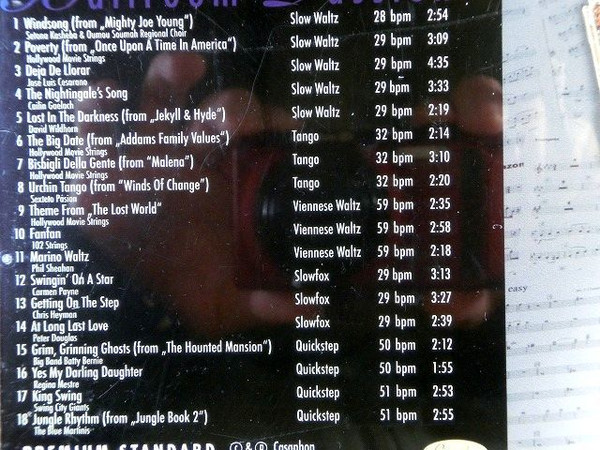 Ballroom
1 Windsong (from „Mighty Joe Young") Slow Waltz 28 bpm 2:54
Sekene Keshebe & Oumou Soumah Regional Choir
2 Poverty (from „Once Upon A Time In America") Slow Waltz 29 bpm 3:09
Hollywood Movie Strings
3 Deja De Llorar Slow Waltz 29 bpm 4:35
José Luis Cesareno
4 The Nightingale's Song Slow Waltz 29 bpm 3:33
Cailin Gaelach
5 Lost In The Darkness (from „Jekyll & Hyde") Slow Waltz 29 bpm 2:19
David Wildhorn
6 The Big Date (from „Addams Family Values") Tango 32 bpm 2:14
Hollywood Movie Strings
7 Bisbigli Della Gente (from "Malena") Tango 32 bpm 3:10
Hollywood Movie Strings
8 Urchin Tango (from "Winds Of Change") Tango 32 bpm 2:20
Sexteto Pasion
9 Theme From „The Lost World" Viennese Waltz 59 bpm 2:35
Hollywood Movie Strings
10 Fanfan Viennese Waltz 59 bpm 2:58
102 Strings
11 Marino Waltz Viennese Waltz 59 bpm 2:18
Phil Sheahan
12 Swingin' On A Star Slowfox 29 bpm 3:13
Carmen Payne
13 Getting On The Step Slowfox 29 bpm 3:27
Chris Heyman
14 At Long Last Love Slowfox 29 bpm 2:39
Peter Douglas
15 Grim, Grinning Ghosts (from „The Hounted Mansion") Quickstep 50 bpm 2:12
Big Band Batty Bernie
16 Yes My Darling Daughter Quickstep 50 bpm 1:55
Regina Mestre
17 King Swing Quickstep 51 bpm 2:53
Swing City Giants
18 Jungle Rhythm (from „Jungle Book 2") Quickstep 51 bpm 2:55
The Blue Martinis
PREMIUM STANDARD © & ℗ Casaphon
easy